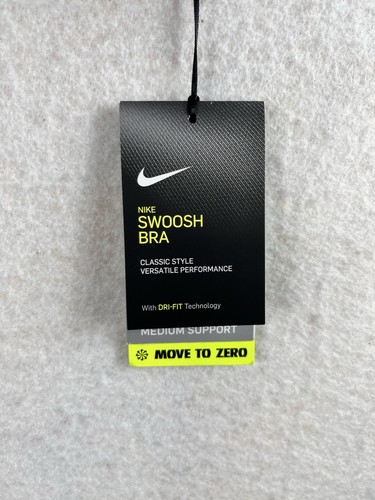 NIKE
SWOOSH
BRA
CLASSIC STYLE
VERSATILE PERFORMANCE
With DRI-FIT Technology
MEDIUM SUPPORT
MOVE TO ZERO